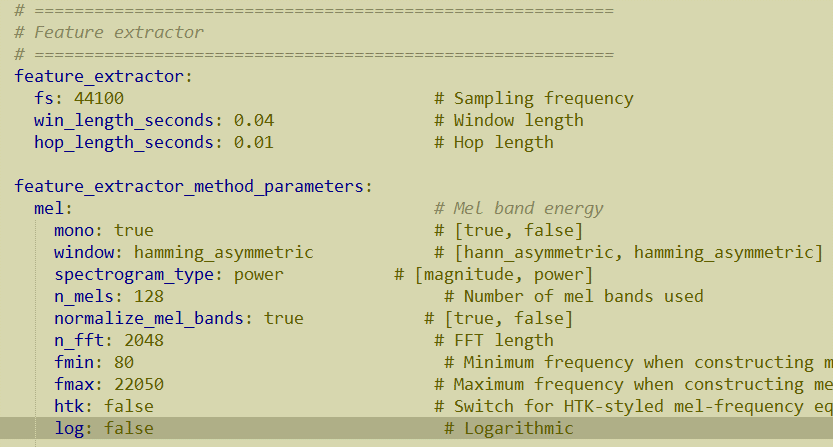 # ==========================================================
# Feature extractor
# ==========================================================
feature_extractor:
  fs: 44100                               # Sampling frequency
  win_length_seconds: 0.04                # Window length
  hop_length_seconds: 0.01                # Hop length

feature_extractor_method_parameters:
  mel:                                    # Mel band energy
    mono: true                            # [true, false]
    window: hamming_asymmetric            # [hann_asymmetric, hamming_asymmetric]
    spectrogram_type: power           # [magnitude, power]
    n_mels: 128                            # Number of mel bands used
    normalize_mel_bands: true            # [true, false]
    n_fft: 2048                           # FFT length
    fmin: 80                               # Minimum frequency when constructing
    fmax: 22050                           # Maximum frequency when constructing
    htk: false                            # Switch for HTK-styled mel-frequency
    log: false                             # Logarithmic